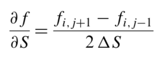 ∂f/∂S = (f_{i,j+1} − f_{i,j−1}) / (2 ΔS)